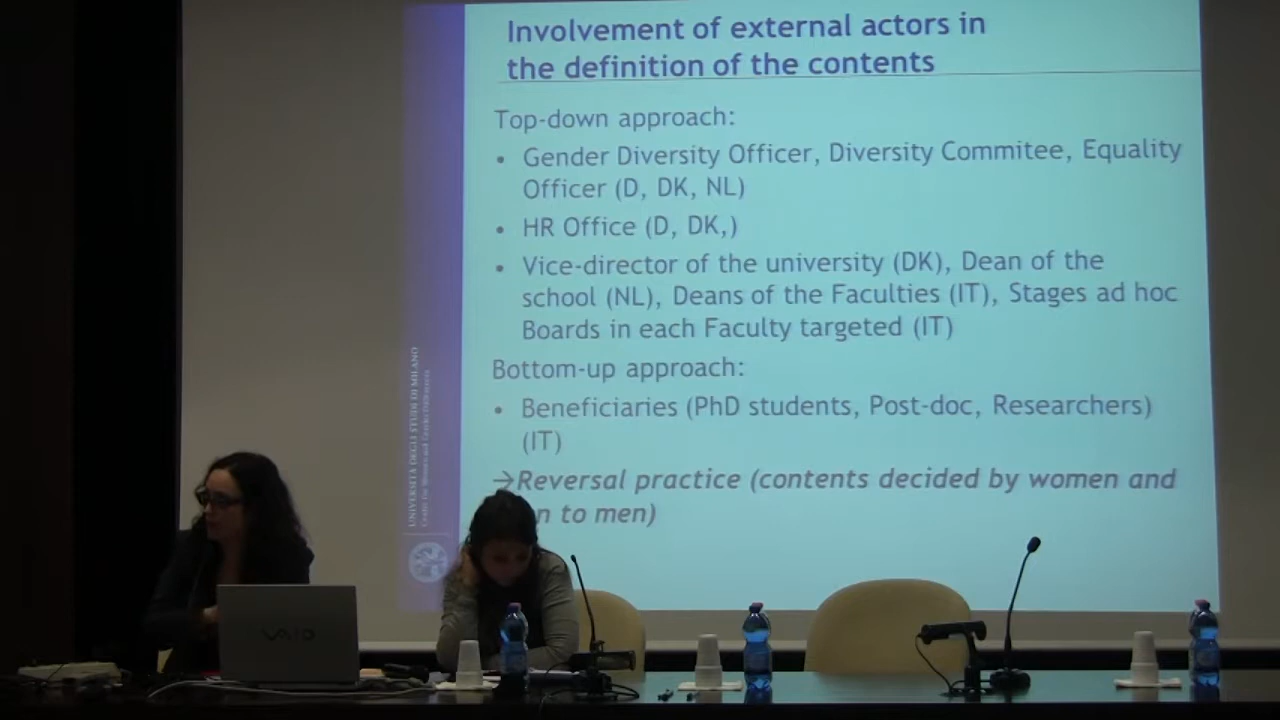 Involvement of external actors in
the definition of the contents
Top-down approach:
• Gender Diversity Officer, Diversity Commitee, Equality
Officer (D, DK, NL)
• HR Office (D, DK,)
• Vice-director of the university (DK), Dean of the
school (NL), Deans of the Faculties (IT), Stages ad hoc
Boards in each Faculty targeted (IT)
Bottom-up approach:
• Beneficiaries (PhD students, Post-doc, Researchers)
(IT)
→Reversal practice (contents decided by women and
to men)
UNIVERSITÀ DEGLI STUDI DI MILANO
VAIO